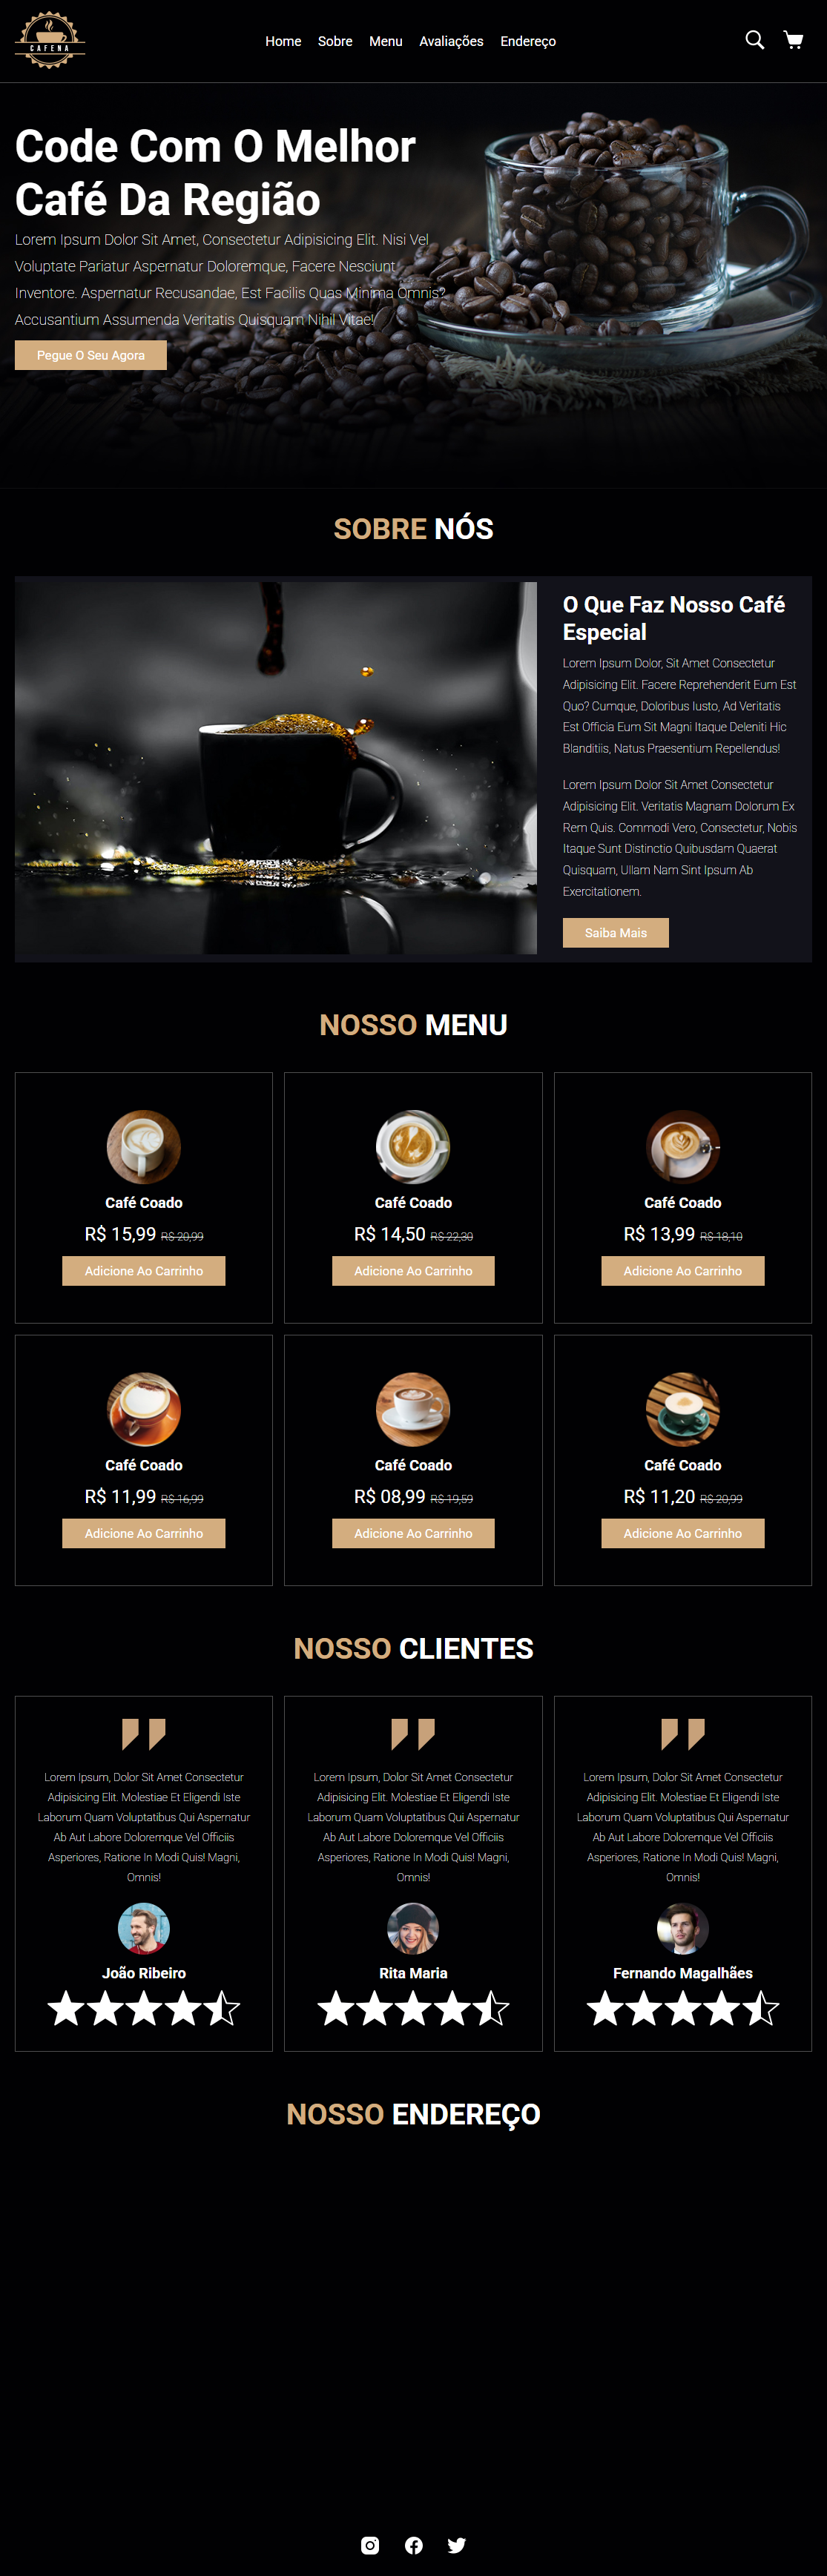 CAFENA
Home Sobre Menu Avaliações Endereço
Code Com O Melhor
Café Da Região
Lorem Ipsum Dolor Sit Amet, Consectetur Adipisicing Elit. Nisi Vel
Voluptate Pariatur Aspernatur Doloremque, Facere Nesciunt
Inventore. Aspernatur Recusandae, Est Facilis Quas Minima Omnis?
Accusantium Assumenda Veritatis Quisquam Nihil Vitae!
Pegue O Seu Agora
SOBRE NÓS
O Que Faz Nosso Café
Especial
Lorem Ipsum Dolor, Sit Amet Consectetur
Adipisicing Elit. Facere Reprehenderit Eum Est
Quo? Cumque, Doloribus Iusto, Ad Veritatis
Est Officia Eum Sit Magni Itaque Deleniti Hic
Blanditiis, Natus Praesentium Repellendus!
Lorem Ipsum Dolor Sit Amet Consectetur
Adipisicing Elit. Veritatis Magnam Dolorum Ex
Rem Quis. Commodi Vero, Consectetur, Nobis
Itaque Sunt Distinctio Quibusdam Quaerat
Quisquam, Ullam Nam Sint Ipsum Ab
Exercitationem.
Saiba Mais
NOSSO MENU
Café Coado
R$ 15,99 R$ 20,99
Adicione Ao Carrinho
Café Coado
R$ 14,50 R$ 22,30
Adicione Ao Carrinho
Café Coado
R$ 13,99 R$ 18,10
Adicione Ao Carrinho
Café Coado
R$ 11,99 R$ 16,99
Adicione Ao Carrinho
Café Coado
R$ 08,99 R$ 19,59
Adicione Ao Carrinho
Café Coado
R$ 11,20 R$ 20,99
Adicione Ao Carrinho
NOSSO CLIENTES
Lorem Ipsum, Dolor Sit Amet Consectetur
Adipisicing Elit. Molestiae Et Eligendi Iste
Laborum Quam Voluptatibus Qui Aspernatur
Ab Aut Labore Doloremque Vel Officiis
Asperiores, Ratione In Modi Quis! Magni,
Omnis!
João Ribeiro
Lorem Ipsum, Dolor Sit Amet Consectetur
Adipisicing Elit. Molestiae Et Eligendi Iste
Laborum Quam Voluptatibus Qui Aspernatur
Ab Aut Labore Doloremque Vel Officiis
Asperiores, Ratione In Modi Quis! Magni,
Omnis!
Rita Maria
Lorem Ipsum, Dolor Sit Amet Consectetur
Adipisicing Elit. Molestiae Et Eligendi Iste
Laborum Quam Voluptatibus Qui Aspernatur
Ab Aut Labore Doloremque Vel Officiis
Asperiores, Ratione In Modi Quis! Magni,
Omnis!
Fernando Magalhães
NOSSO ENDEREÇO